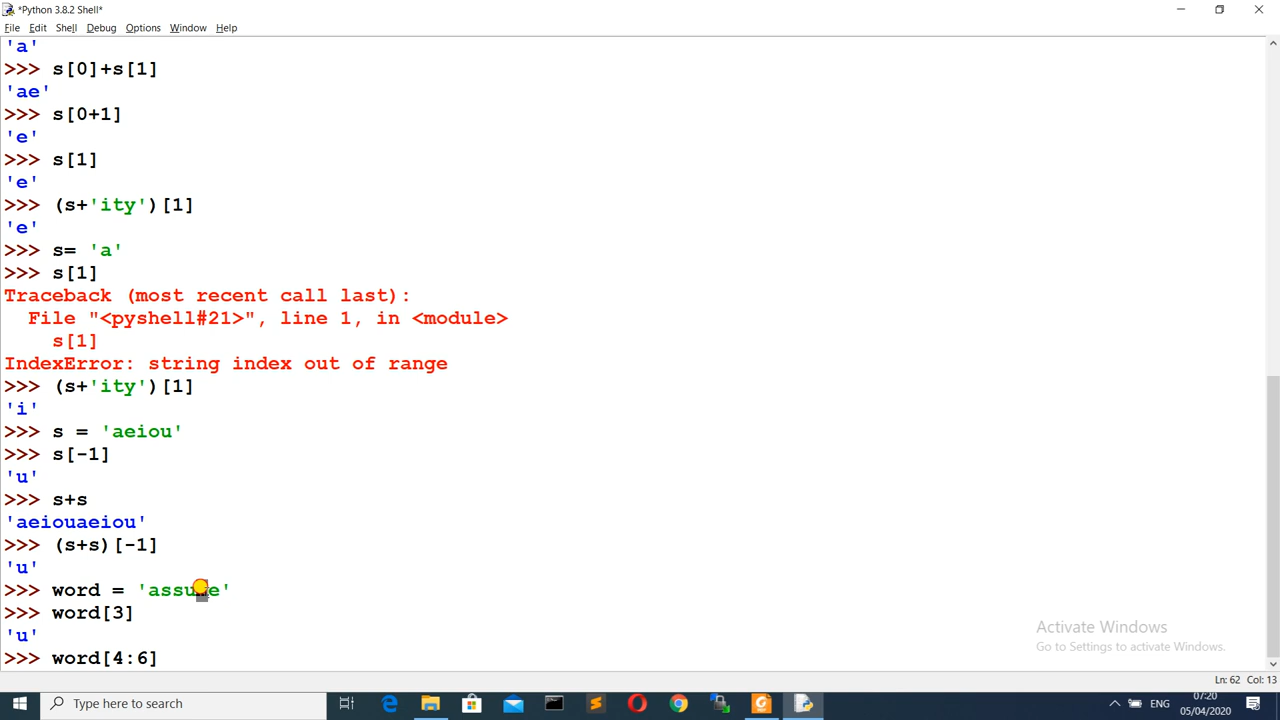 *Python 3.8.2 Shell*
File Edit Shell Debug Options Window Help
'a'
>>> s[0]+s[1]
'ae'
>>> s[0+1]
'e'
>>> s[1]
'e'
>>> (s+'ity')[1]
'e'
>>> s= 'a'
>>> s[1]
Traceback (most recent call last):
File "<pyshell#21>", line 1, in <module>
s[1]
IndexError: string index out of range
>>> (s+'ity')[1]
'i'
>>> s = 'aeiou'
>>> s[-1]
'u'
>>> s+s
'aeiouaeiou'
>>> (s+s)[-1]
'u'
>>> word = 'assume'
>>> word[3]
'u'
>>> word[4:6]
Activate Windows
Go to Settings to activate Windows.
Ln: 62 Col: 13
Type here to search
ENG
07:20
05/04/2020